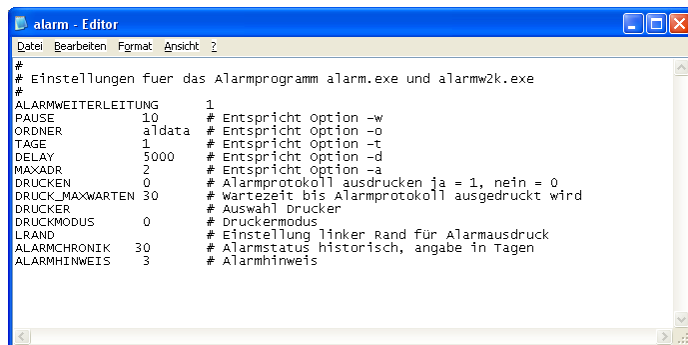 alarm - Editor
Datei Bearbeiten Format Ansicht ?
#
# Einstellungen fuer das Alarmprogramm alarm.exe und alarmw2k.exe
#
ALARMWEITERLEITUNG 1
PAUSE 10 # Entspricht Option -w
ORDNER aldata # Entspricht Option -o
TAGE 1 # Entspricht Option -t
DELAY 5000 # Entspricht Option -d
MAXADR 2 # Entspricht Option -a
DRUCKEN 0 # Alarmprotokoll ausdrucken ja = 1, nein = 0
DRUCK_MAXWARTEN 30 # Wartezeit bis Alarmprotokoll ausgedruckt wird
DRUCKER # Auswahl Drucker
DRUCKMODUS 0 # Druckermodus
LRAND # Einstellung linker Rand für Alarmausdruck
ALARMCHRONIK 30 # Alarmstatus historisch, angabe in Tagen
ALARMHINWEIS 3 # Alarmhinweis